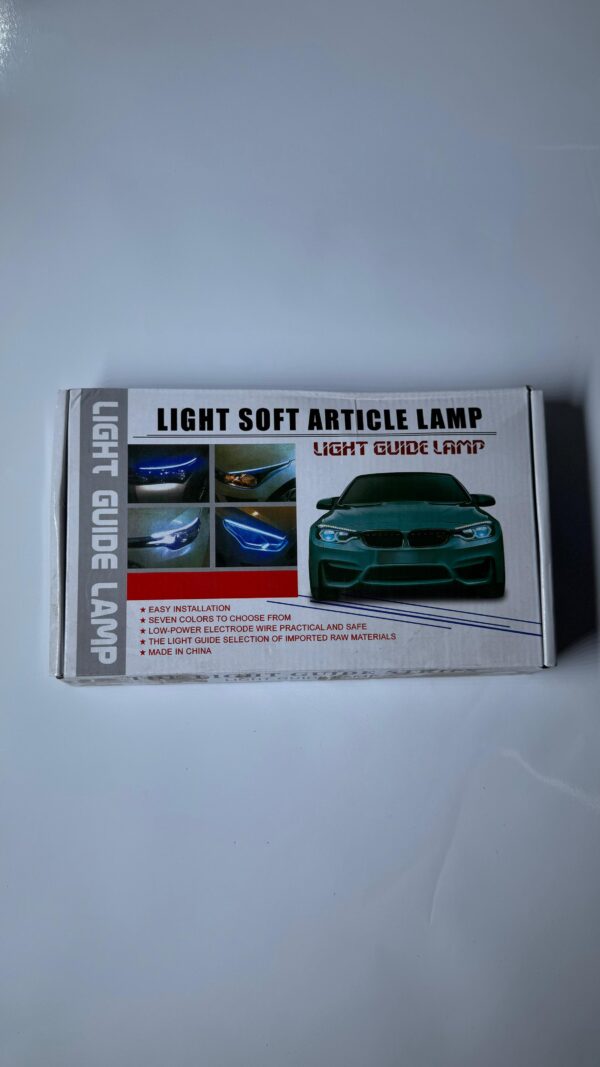 LIGHT GUIDE LAMP
LIGHT SOFT ARTICLE LAMP
LIGHT GUIDE LAMP
★ EASY INSTALLATION
★ SEVEN COLORS TO CHOOSE FROM
★ LOW-POWER ELECTRODE WIRE PRACTICAL AND SAFE
★ THE LIGHT GUIDE SELECTION OF IMPORTED RAW MATERIALS
★ MADE IN CHINA